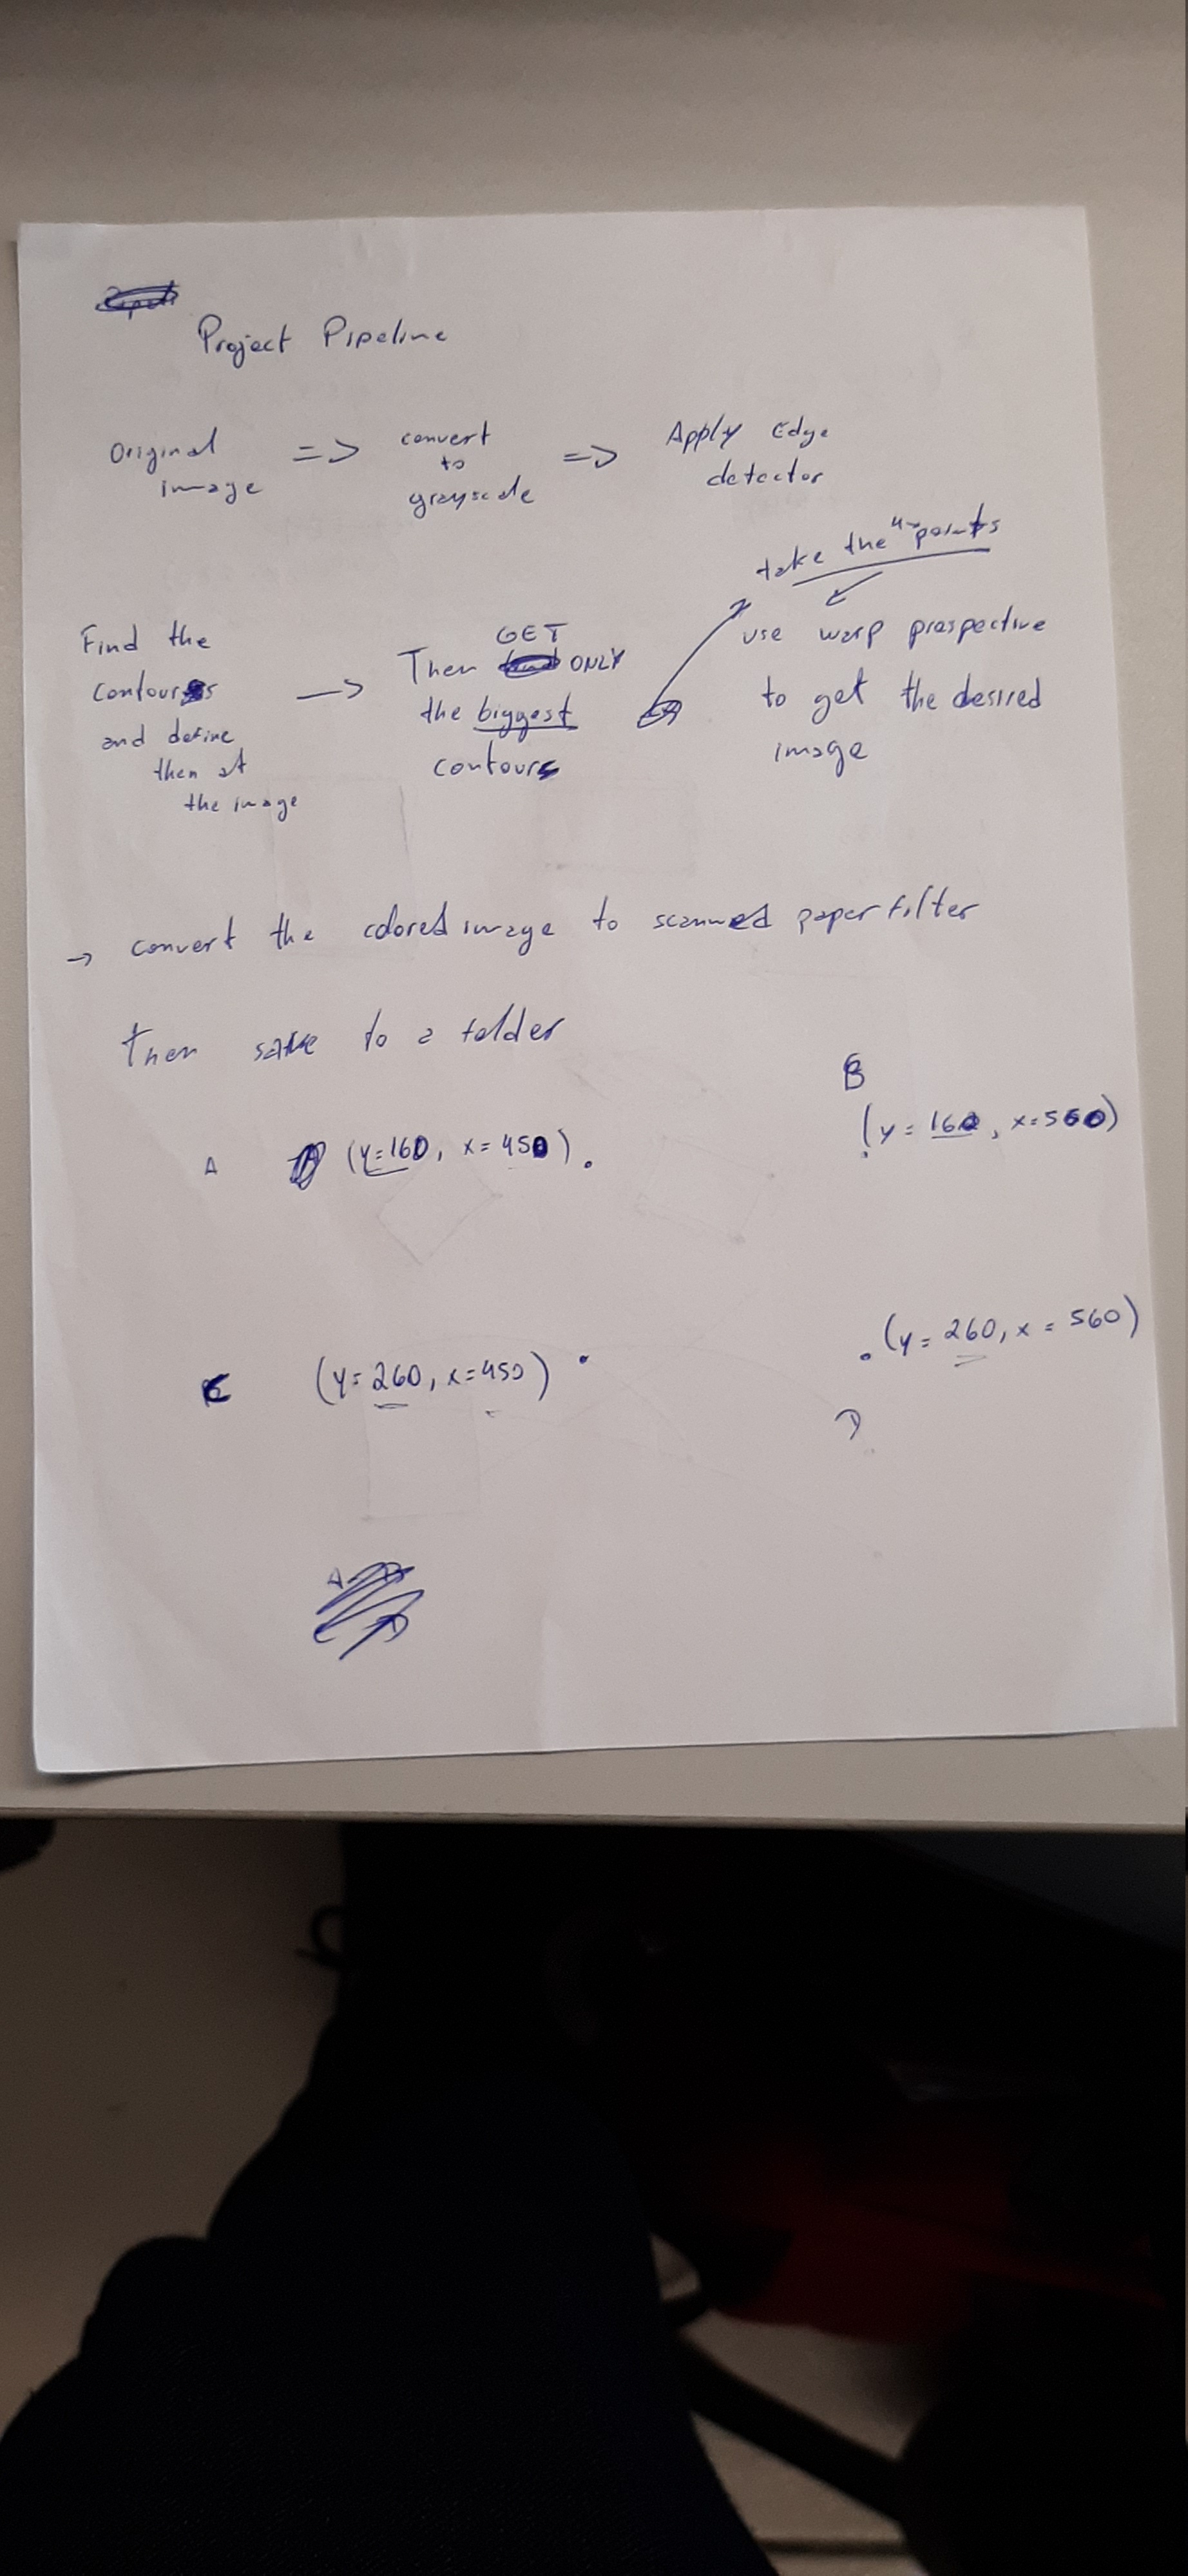 Project Pipeline
Original => convert => Apply Edge
image to detector
grayscale
take the 4 points
Find the GET use warp prospective
contours -> Then ONLY to get the desired
and define the biggest image
then at contours
the image
-> convert the colored image to scanned paper filter
then save to a folder
B
A (y=160, x=450) (y=160, x=560)
C (y=260, x=450) (y=260, x=560)
D